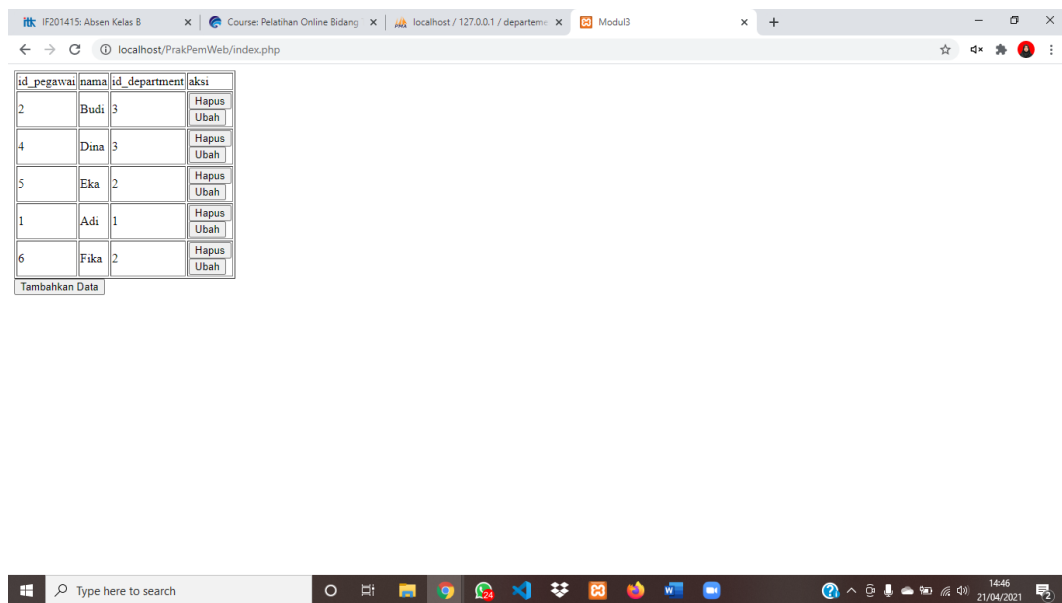 itk IF201415: Absen Kelas B
Course: Pelatihan Online Bidang
localhost / 127.0.0.1 / departeme
Modul3
localhost/PrakPemWeb/index.php
id_pegawai nama id_department aksi
2 Budi 3 Hapus
Ubah
4 Dina 3 Hapus
Ubah
5 Eka 2 Hapus
Ubah
1 Adi 1 Hapus
Ubah
6 Fika 2 Hapus
Ubah
Tambahkan Data
Type here to search
24
W
14:46
21/04/2021
2